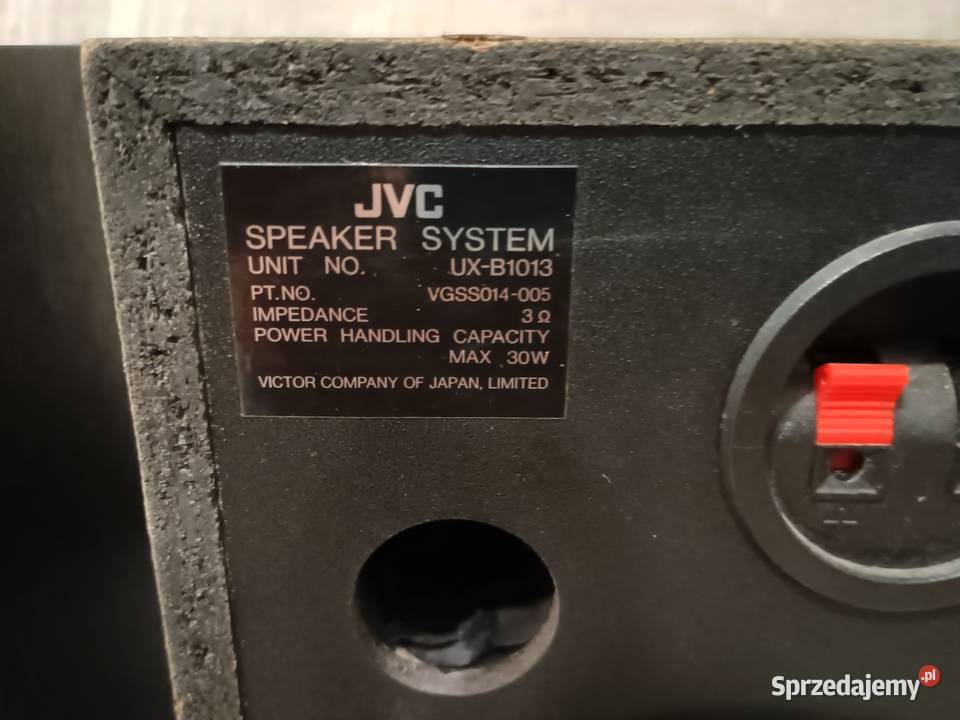 JVC
SPEAKER SYSTEM
UNIT NO. UX-B1013
PT.NO. VGSS014-005
IMPEDANCE 3Ω
POWER HANDLING CAPACITY
MAX 30W
VICTOR COMPANY OF JAPAN, LIMITED
Sprzedajemy.pl